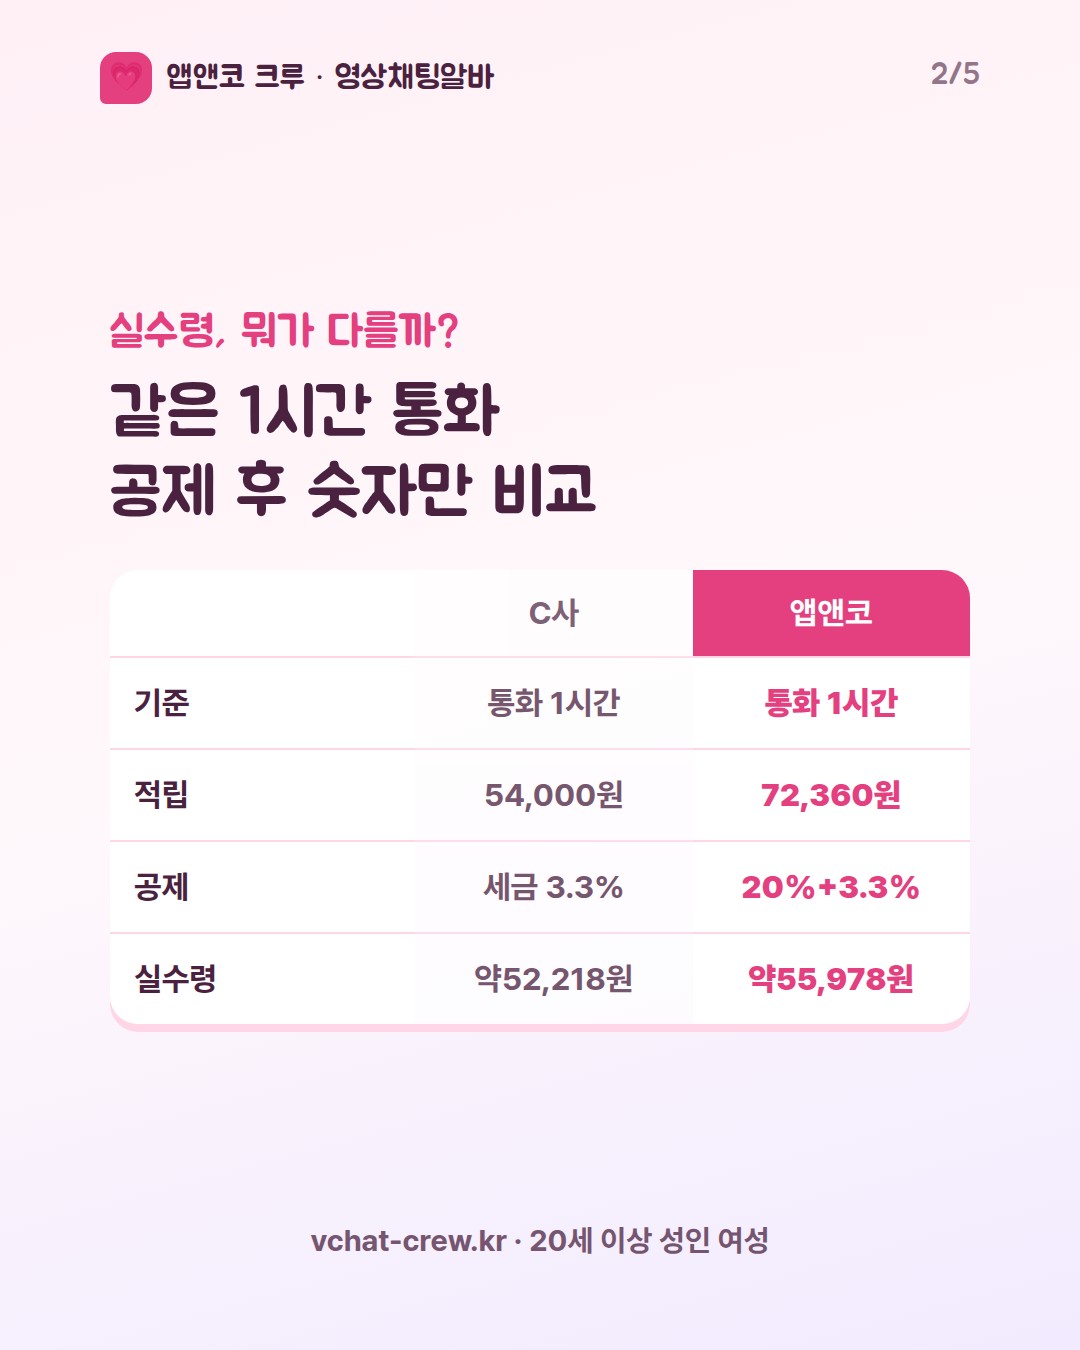 앱앤코 크루 · 영상채팅알바
2/5
실수령, 뭐가 다를까?
같은 1시간 통화
공제 후 숫자만 비교
C사 앱앤코
기준 통화 1시간 통화 1시간
적립 54,000원 72,360원
공제 세금 3.3% 20%+3.3%
실수령 약52,218원 약55,978원
vchat-crew.kr · 20세 이상 성인 여성